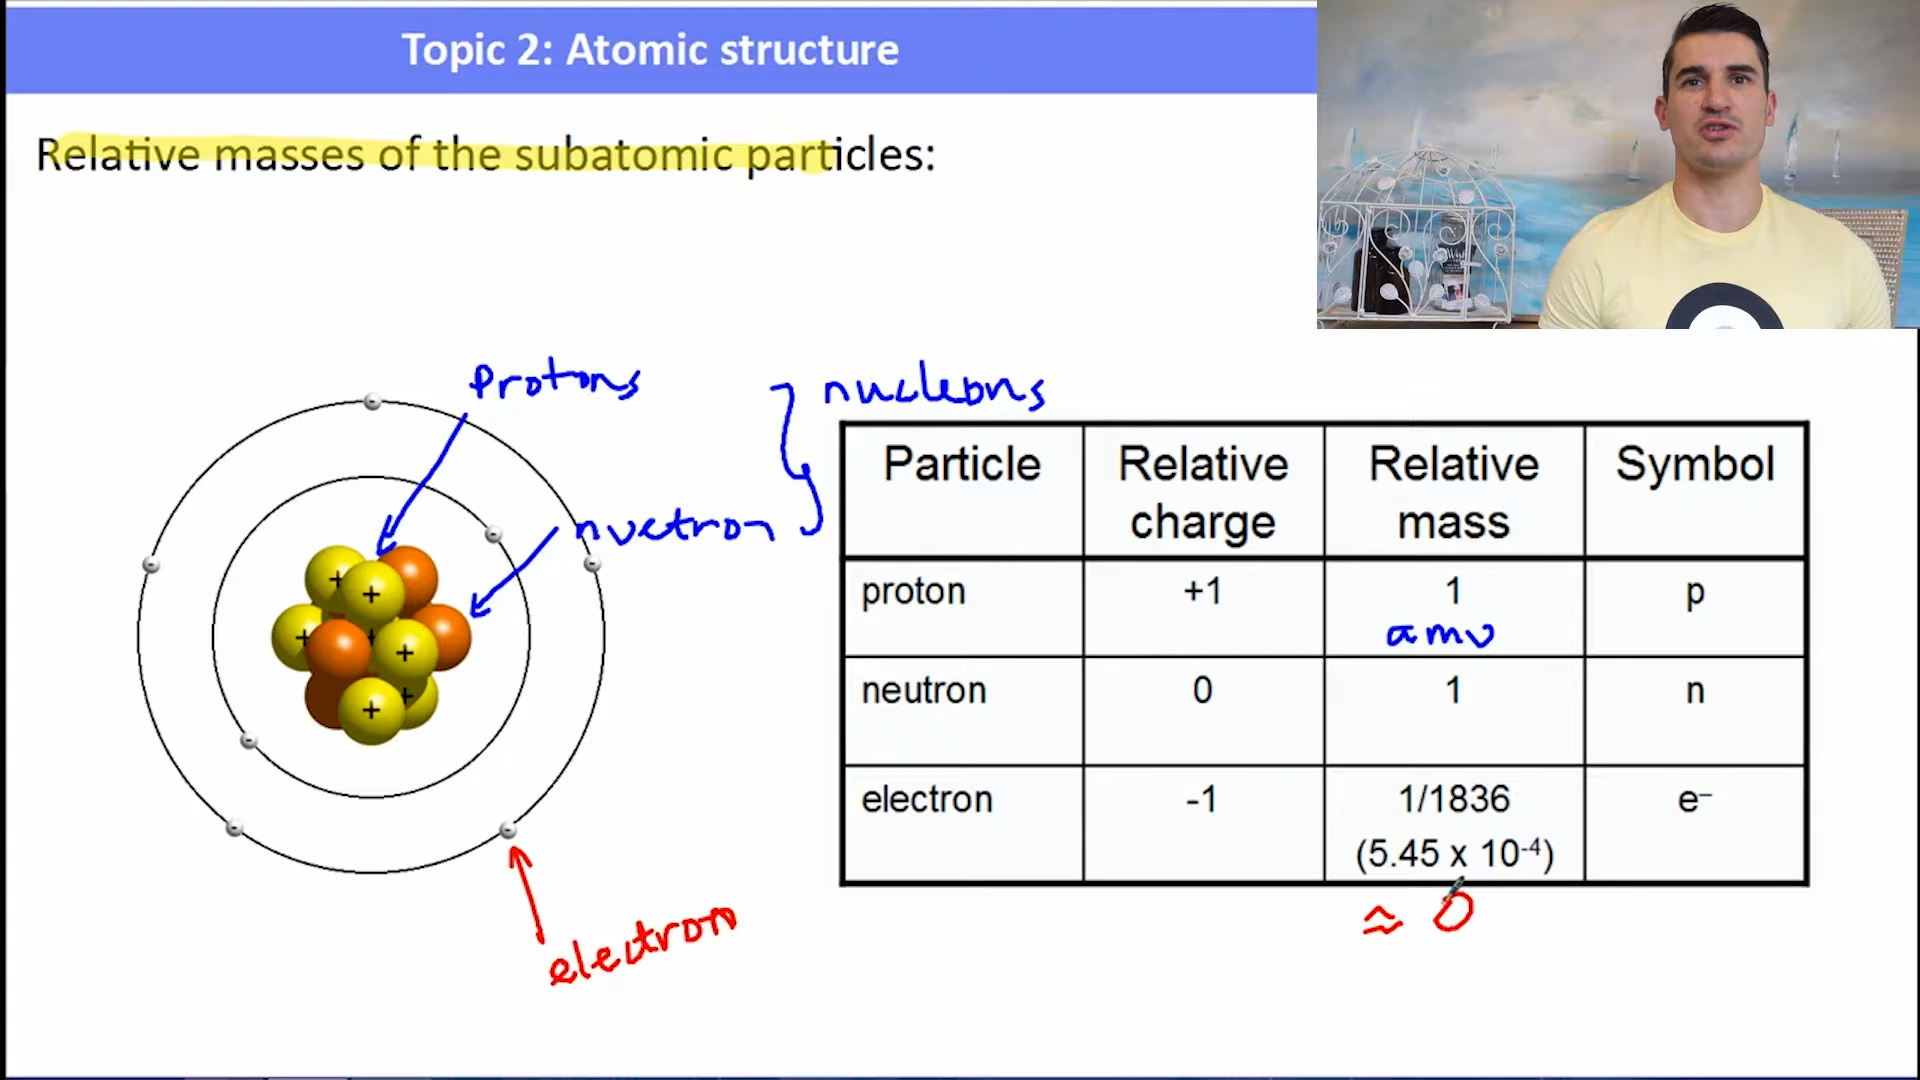 Topic 2: Atomic structure
Relative masses of the subatomic particles:
protons
nucleons
nuetron
electron
Particle Relative charge Relative mass Symbol
proton +1 1 p
amu
neutron 0 1 n
electron -1 1/1836 e⁻
(5.45 x 10⁻⁴)
≈ 0
+
+
+
+
+
+
+
-
-
-
-
-
-
-